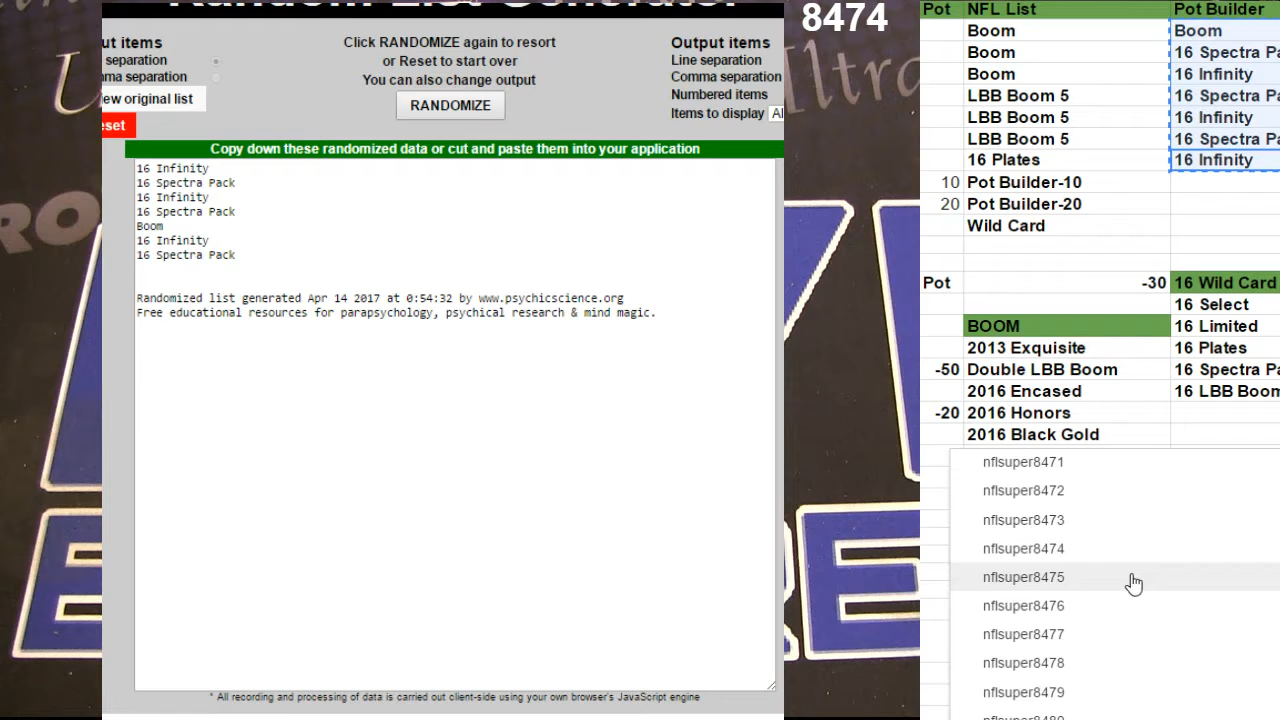 8474
ut items
separation
mma separation
ew original list
set
Click RANDOMIZE again to resort
or Reset to start over
You can also change output
RANDOMIZE
Output items
Line separation
Comma separation
Numbered items
Items to display
Copy down these randomized data or cut and paste them into your application
16 Infinity
16 Spectra Pack
16 Infinity
16 Spectra Pack
Boom
16 Infinity
16 Spectra Pack
Randomized list generated Apr 14 2017 at 0:54:32 by www.psychicscience.org
Free educational resources for parapsychology, psychical research & mind magic.
* All recording and processing of data is carried out client-side using your own browser's JavaScript engine
Pot NFL List Pot Builder
Boom Boom
Boom 16 Spectra Pa
Boom 16 Infinity
LBB Boom 5 16 Spectra Pa
LBB Boom 5 16 Infinity
LBB Boom 5 16 Spectra Pa
16 Plates 16 Infinity
10 Pot Builder-10
20 Pot Builder-20
Wild Card
Pot -30 16 Wild Card
16 Select
BOOM 16 Limited
2013 Exquisite 16 Plates
-50 Double LBB Boom 16 Spectra Pa
2016 Encased 16 LBB Boom
-20 2016 Honors
2016 Black Gold
nflsuper8471
nflsuper8472
nflsuper8473
nflsuper8474
nflsuper8475
nflsuper8476
nflsuper8477
nflsuper8478
nflsuper8479